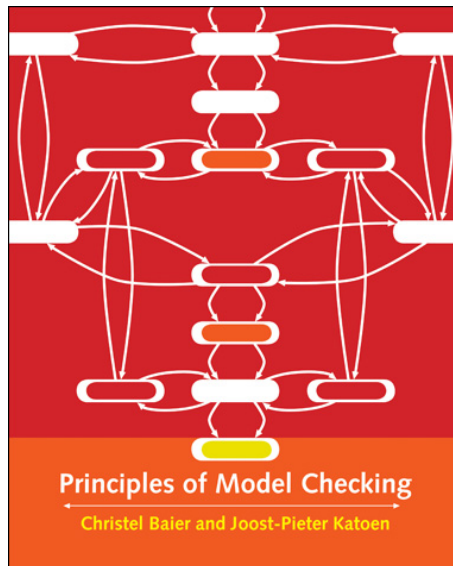 Principles of Model Checking
Christel Baier and Joost-Pieter Katoen